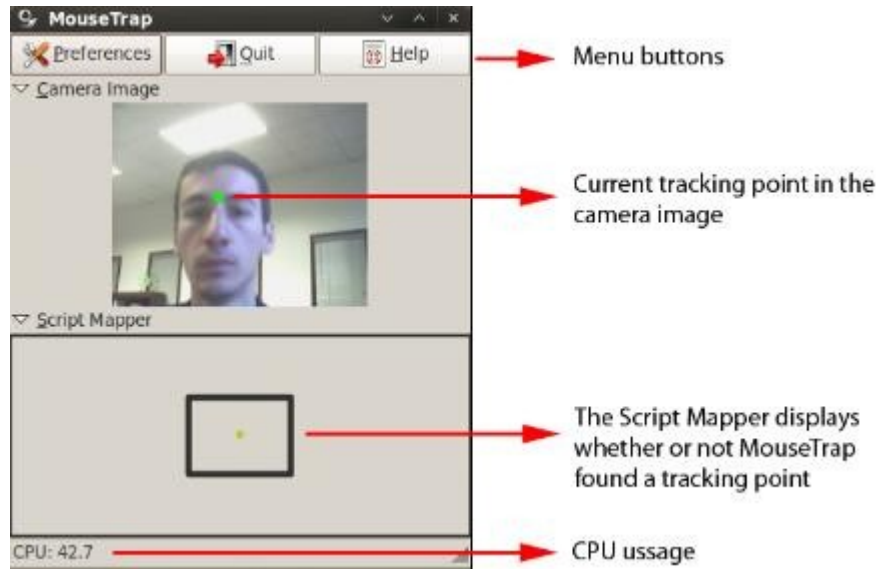 MouseTrap
Preferences
Quit
Help
Menu buttons
Camera Image
Current tracking point in the
camera image
Script Mapper
The Script Mapper displays
whether or not MouseTrap
found a tracking point
CPU: 42.7
CPU ussage